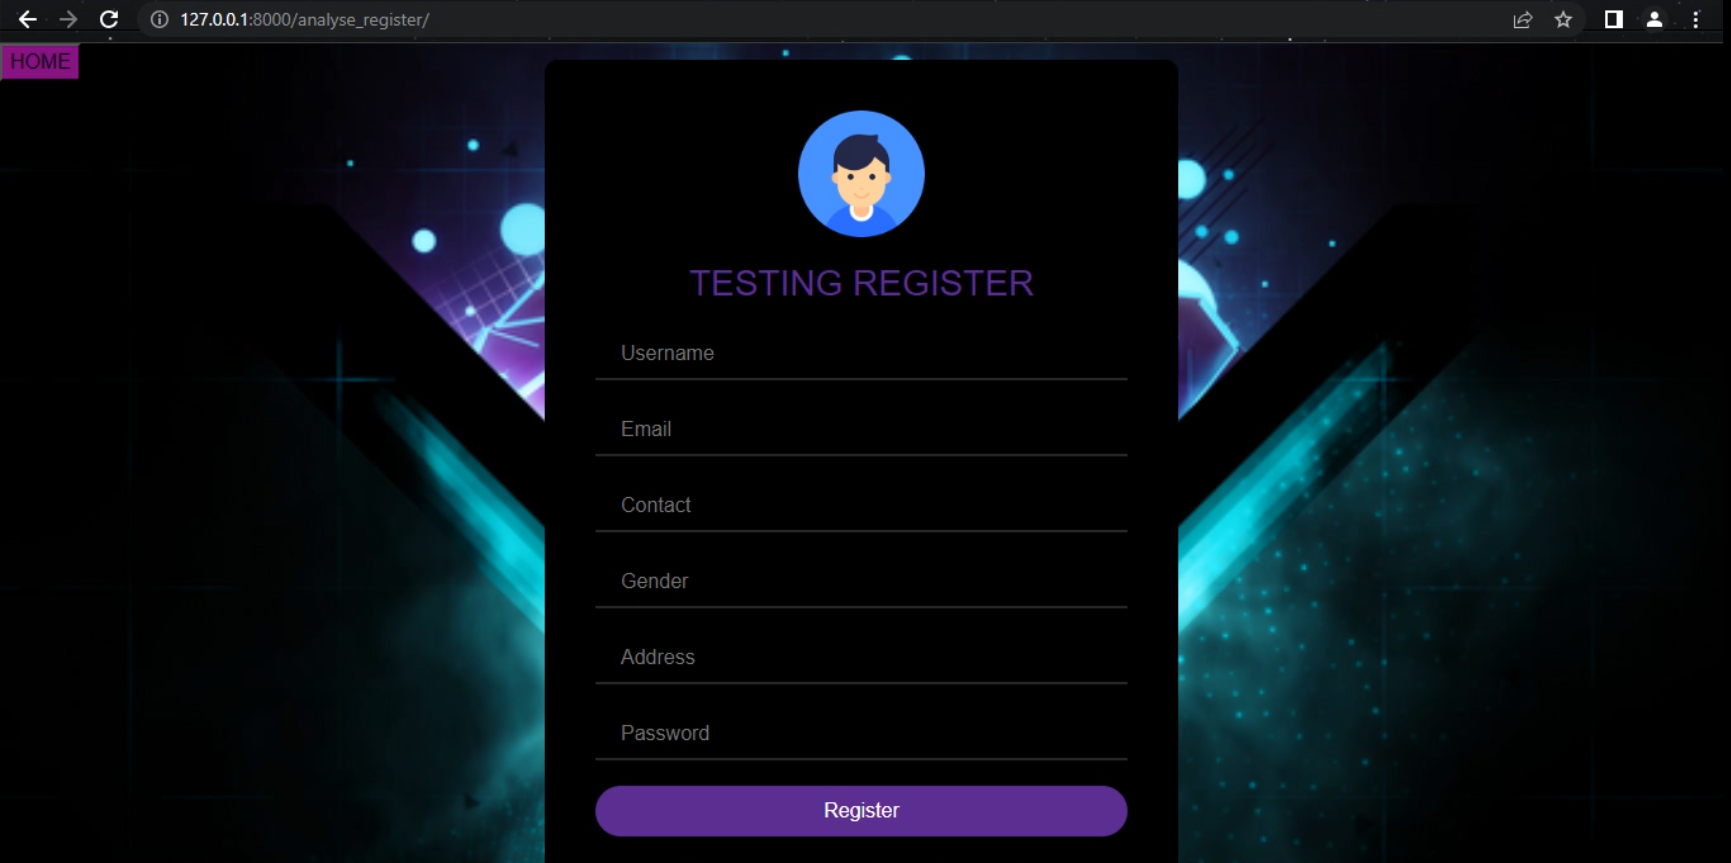 127.0.0.1:8000/analyse_register/
HOME
TESTING REGISTER
Username
Email
Contact
Gender
Address
Password
Register